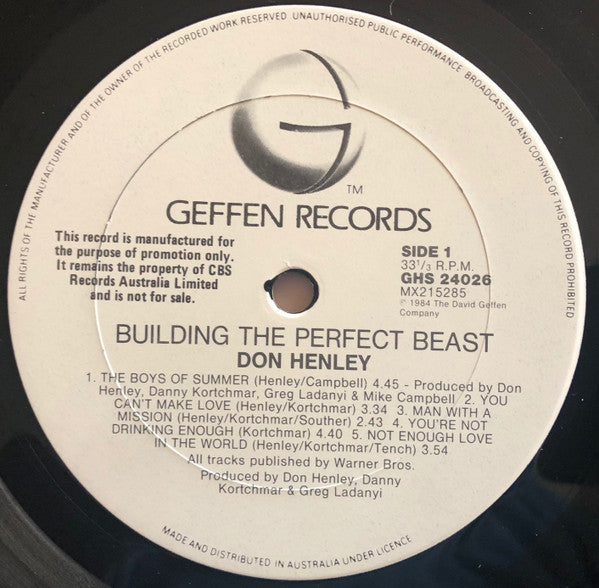 ALL RIGHTS OF THE MANUFACTURER AND OF THE OWNER OF THE RECORDED WORK RESERVED UNAUTHORISED PUBLIC PERFORMANCE BROADCASTING AND COPYING OF THIS RECORD PROHIBITED
G
TM
GEFFEN RECORDS
This record is manufactured for
the purpose of promotion only.
It remains the property of CBS
Records Australia Limited
and is not for sale.
SIDE 1
33 1/3 R.P.M.
GHS 24026
MX215285
℗ 1984 The David Geffen
Company
BUILDING THE PERFECT BEAST
DON HENLEY
1. THE BOYS OF SUMMER (Henley/Campbell) 4.45 - Produced by Don
Henley, Danny Kortchmar, Greg Ladanyi & Mike Campbell 2. YOU
CAN'T MAKE LOVE (Henley/Kortchmar) 3.34 3. MAN WITH A
MISSION (Henley/Kortchmar/Souther) 2.43 4. YOU'RE NOT
DRINKING ENOUGH (Kortchmar) 4.40 5. NOT ENOUGH LOVE
IN THE WORLD (Henley/Kortchmar/Tench) 3.54
All tracks published by Warner Bros.
Produced by Don Henley, Danny
Kortchmar & Greg Ladanyi
MADE AND DISTRIBUTED IN AUSTRALIA UNDER LICENCE